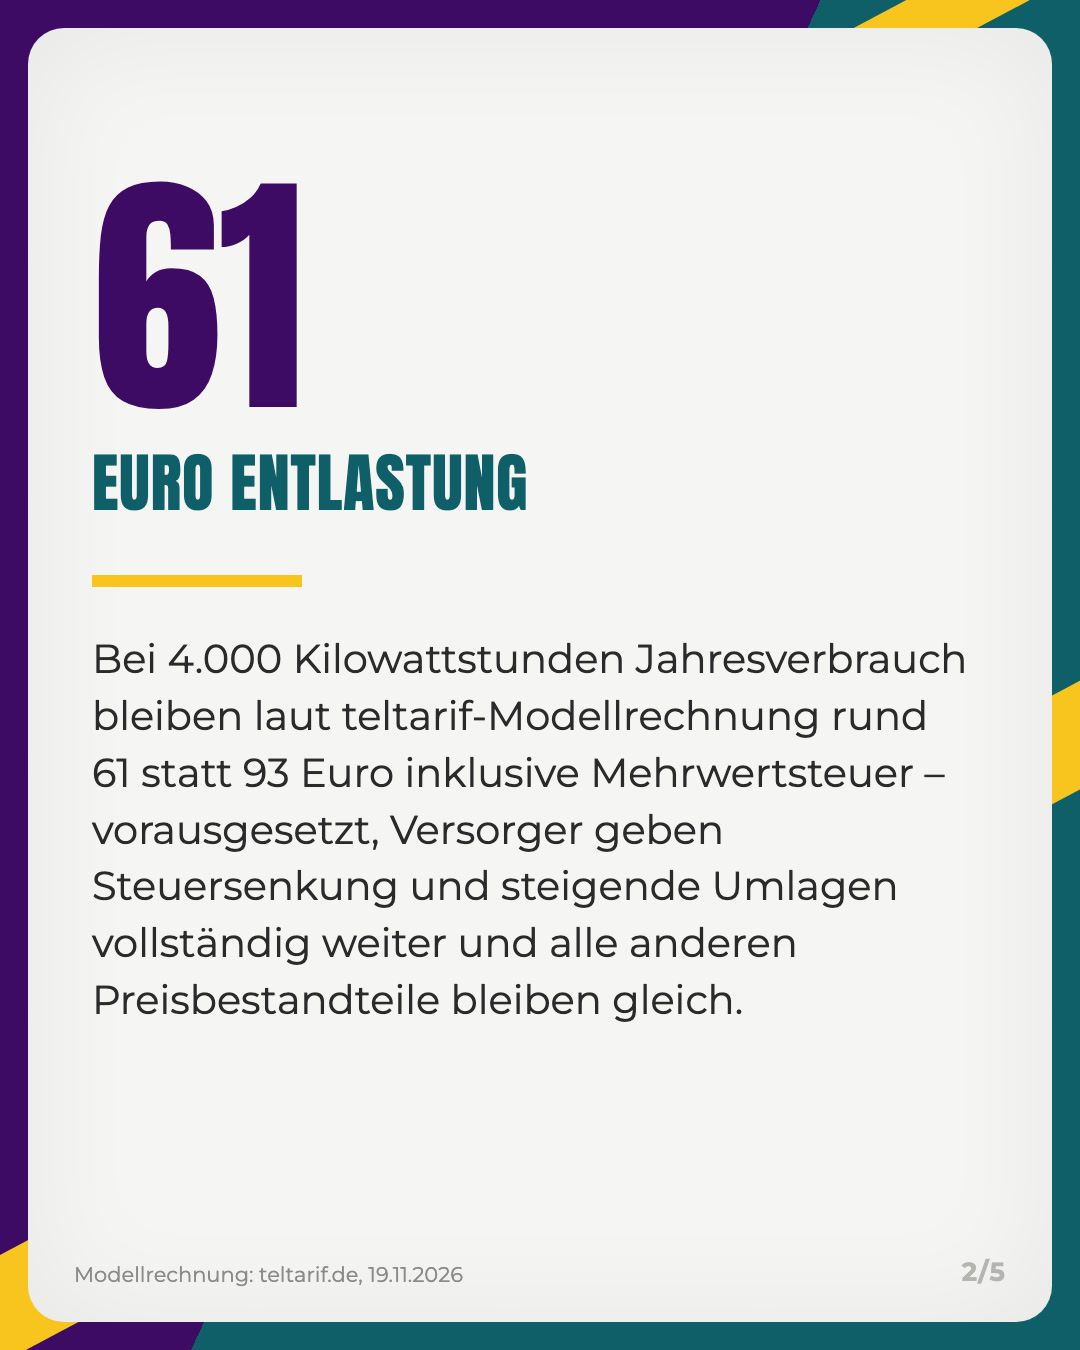 61
EURO ENTLASTUNG
Bei 4.000 Kilowattstunden Jahresverbrauch
bleiben laut teltarif-Modellrechnung rund
61 statt 93 Euro inklusive Mehrwertsteuer –
vorausgesetzt, Versorger geben
Steuersenkung und steigende Umlagen
vollständig weiter und alle anderen
Preisbestandteile bleiben gleich.
Modellrechnung: teltarif.de, 19.11.2026
2/5